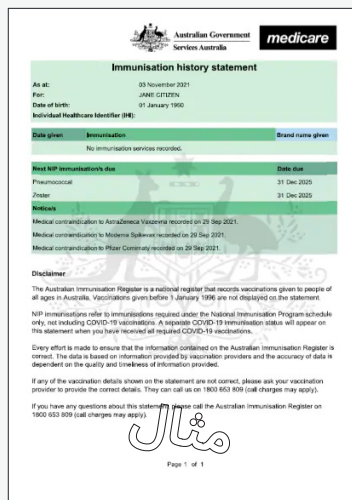 Australian Government
Services Australia
medicare
Immunisation history statement
As at: 03 November 2021
For: JANE CITIZEN
Date of birth: 01 January 1960
Individual Healthcare Identifier (IHI):
Date given Immunisation Brand name given
No immunisation services recorded.
Next NIP immunisation/s due Date due
Pneumococcal 31 Dec 2025
Zoster 31 Dec 2025
Notice/s
Medical contraindication to AstraZeneca Vaxzevria recorded on 29 Sep 2021.
Medical contraindication to Moderna Spikevax recorded on 29 Sep 2021.
Medical contraindication to Pfizer Comirnaty recorded on 29 Sep 2021.
Disclaimer
The Australian Immunisation Register is a national register that records vaccinations given to people of
all ages in Australia. Vaccinations given before 1 January 1996 are not displayed on the statement.
NIP immunisations refer to immunisations required under the National Immunisation Program schedule
only, not including COVID-19 vaccinations. A separate COVID-19 immunisation status will appear on
this statement when you have received all required COVID-19 vaccinations.
Every effort is made to ensure that the information contained on the Australian Immunisation Register is
correct. The data is based on information provided by vaccination providers and the accuracy of data is
dependent on the quality and timeliness of information provided.
If any of the vaccination details shown on the statement are not correct, please ask your vaccination
provider to provide the correct details. They can call us on 1800 653 809 (call charges may apply).
If you have any questions about this statement, please call the Australian Immunisation Register on
1800 653 809 (call charges may apply).
مثال
Page 1 of 1